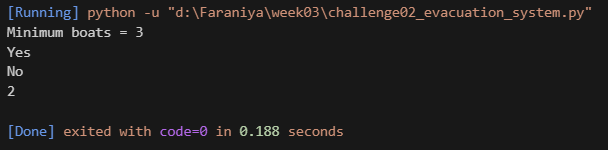 [Running] python -u "d:\Faraniya\week03\challenge02_evacuation_system.py"
Minimum boats = 3
Yes
No
2
[Done] exited with code=0 in 0.188 seconds